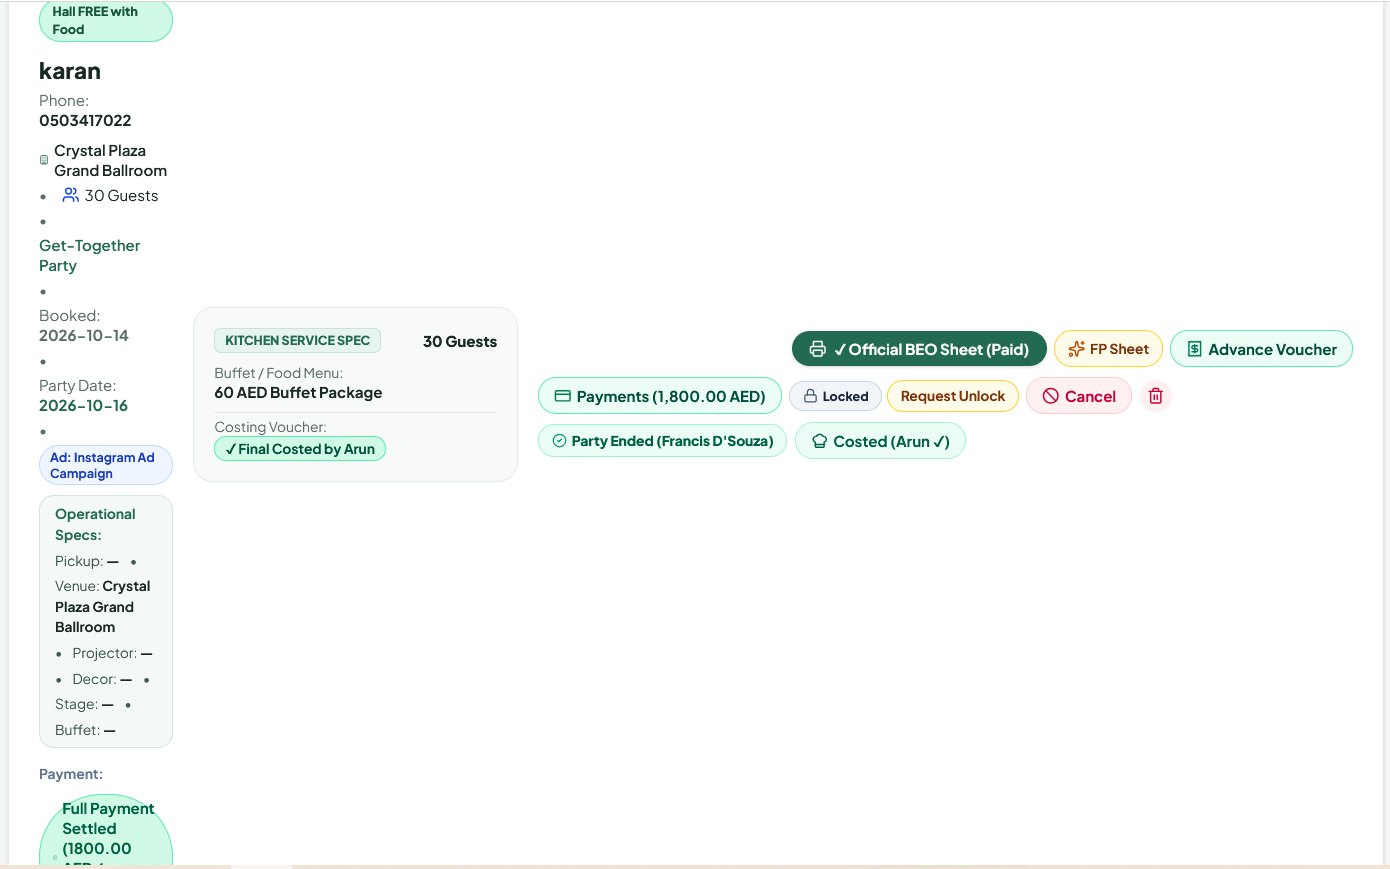 Hall FREE with
Food
karan
Phone:
0503417022
Crystal Plaza
Grand Ballroom
• 30 Guests
•
Get-Together
Party
•
Booked:
2026-10-14
•
Party Date:
2026-10-16
•
Ad: Instagram Ad
Campaign
Operational
Specs:
Pickup: — •
Venue: Crystal
Plaza Grand
Ballroom
• Projector: —
• Decor: — •
Stage: — •
Buffet: —
Payment:
Full Payment
Settled
(1800.00
KITCHEN SERVICE SPEC
30 Guests
Buffet / Food Menu:
60 AED Buffet Package
Costing Voucher:
✓ Final Costed by Arun
✓ Official BEO Sheet (Paid)
FP Sheet
Advance Voucher
Payments (1,800.00 AED)
Locked
Request Unlock
Cancel
Party Ended (Francis D'Souza)
Costed (Arun ✓)